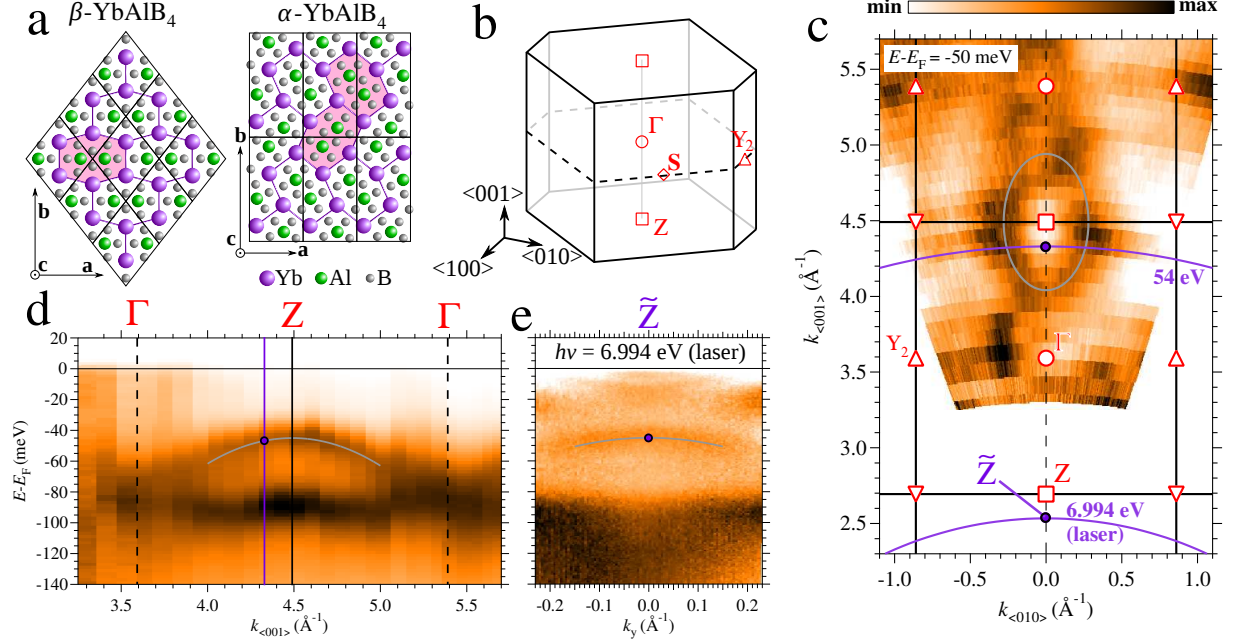 a
β-YbAlB4
α-YbAlB4
b
c
a
b
c
a
Yb
Al
B
b
Γ
S
Y2
Z
<001>
<100>
<010>
min
max
c
E-EF = -50 meV
5.5
5.0
4.5
4.0
3.5
3.0
2.5
k<001> (Å-1)
54 eV
Y2
Z
Z̃
6.994 eV
(laser)
-1.0
-0.5
0.0
0.5
1.0
k<010> (Å-1)
d
Γ
Z
Γ
20
0
-20
-40
-60
-80
-100
-120
-140
E-EF (meV)
3.5
4.0
4.5
5.0
5.5
k<001> (Å-1)
e
Z̃
hν = 6.994 eV (laser)
-0.2
-0.1
0.0
0.1
0.2
ky (Å-1)